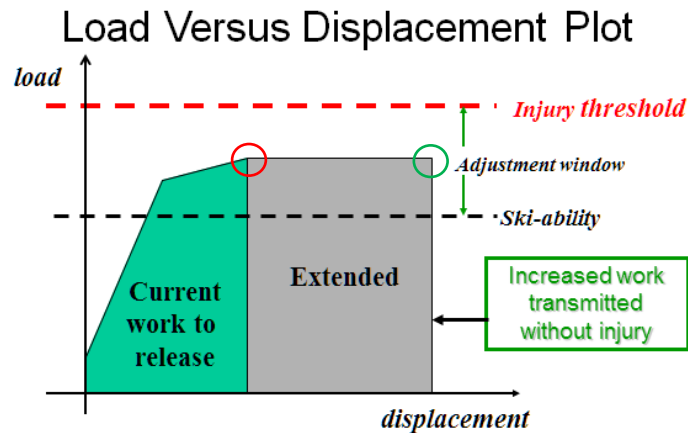 Load Versus Displacement Plot
load
Injury threshold
Adjustment window
Ski-ability
Extended
Current
work to
release
Increased work
transmitted
without injury
displacement